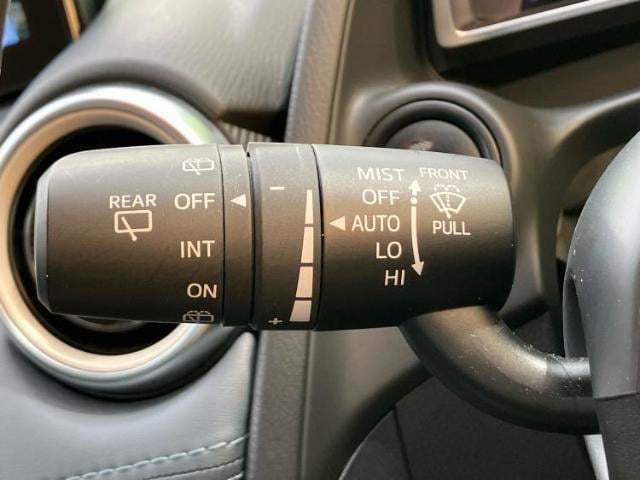 REAR
OFF
INT
ON
−
+
MIST
OFF
AUTO
LO
HI
FRONT
PULL